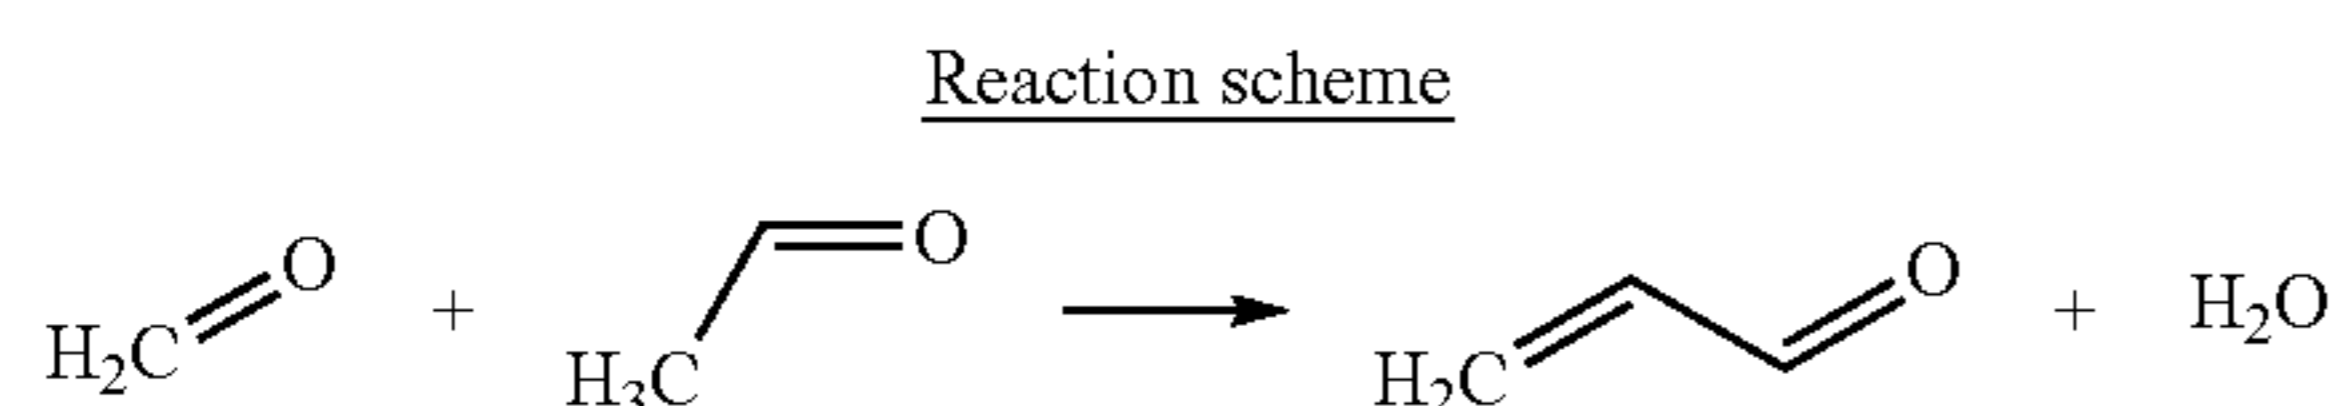 Reaction scheme
H₂C O + H₃C O O H₂C + H₂O